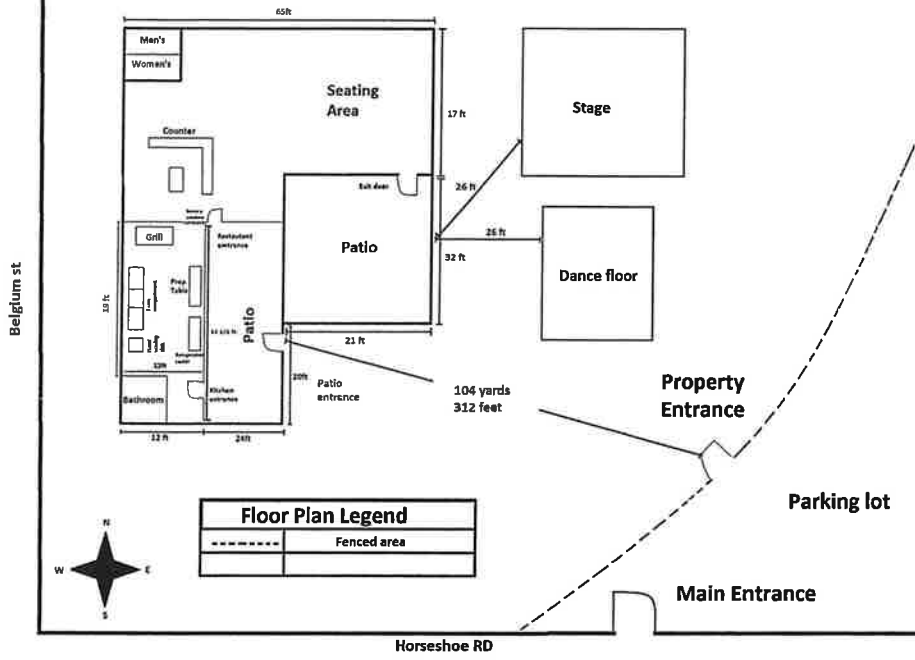 65ft
Men's
Women's
Seating
Area
17 ft
Stage
Counter
Exit door
26 ft
Grill
Restaurant
entrance
Patio
26 ft
32 ft
Dance floor
Belgium st
19 ft
Prep.
Table
Patio
21 ft
12ft
20ft
Patio
entrance
104 yards
312 feet
Property
Entrance
Bathroom
Kitchen
entrance
12 ft
24ft
Parking lot
Floor Plan Legend
Fenced area
N
W
E
S
Main Entrance
Horseshoe RD